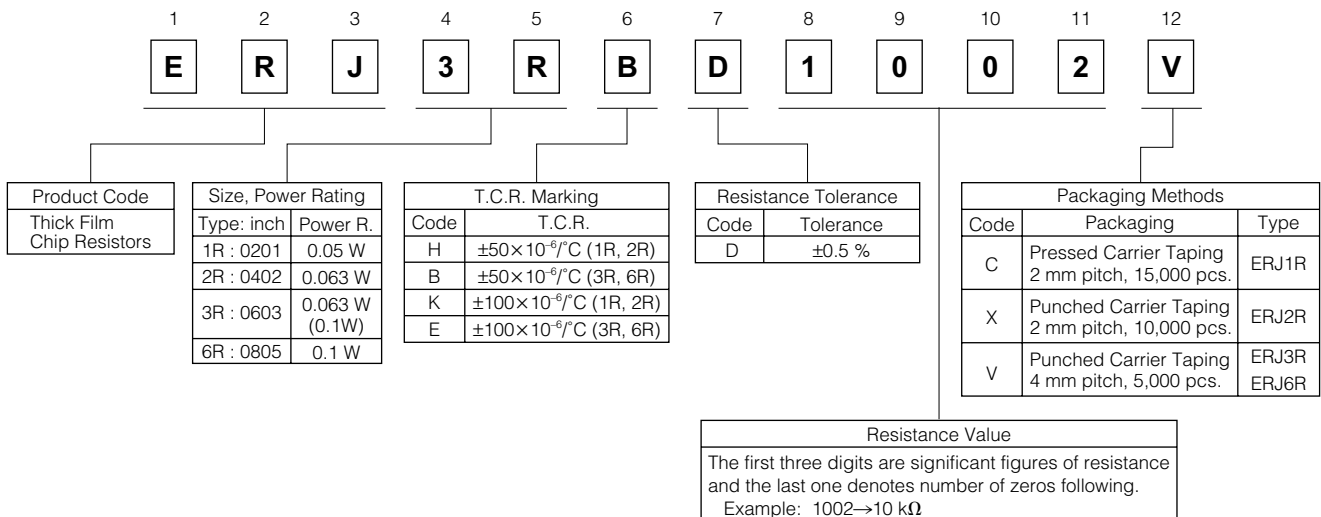 1 2 3 4 5 6 7 8 9 10 11 12
E R J 3 R B D 1 0 0 2 V
Product Code
Thick Film
Chip Resistors
Size, Power Rating
Type: inch Power R.
1R : 0201 0.05 W
2R : 0402 0.063 W
3R : 0603 0.063 W
(0.1W)
6R : 0805 0.1 W
T.C.R. Marking
Code T.C.R.
H ±50×10⁻⁶/°C (1R, 2R)
B ±50×10⁻⁶/°C (3R, 6R)
K ±100×10⁻⁶/°C (1R, 2R)
E ±100×10⁻⁶/°C (3R, 6R)
Resistance Tolerance
Code Tolerance
D ±0.5 %
Packaging Methods
Code Packaging Type
C Pressed Carrier Taping
2 mm pitch, 15,000 pcs. ERJ1R
X Punched Carrier Taping
2 mm pitch, 10,000 pcs. ERJ2R
V Punched Carrier Taping ERJ3R
4 mm pitch, 5,000 pcs. ERJ6R
Resistance Value
The first three digits are significant figures of resistance
and the last one denotes number of zeros following.
Example: 1002→10 kΩ